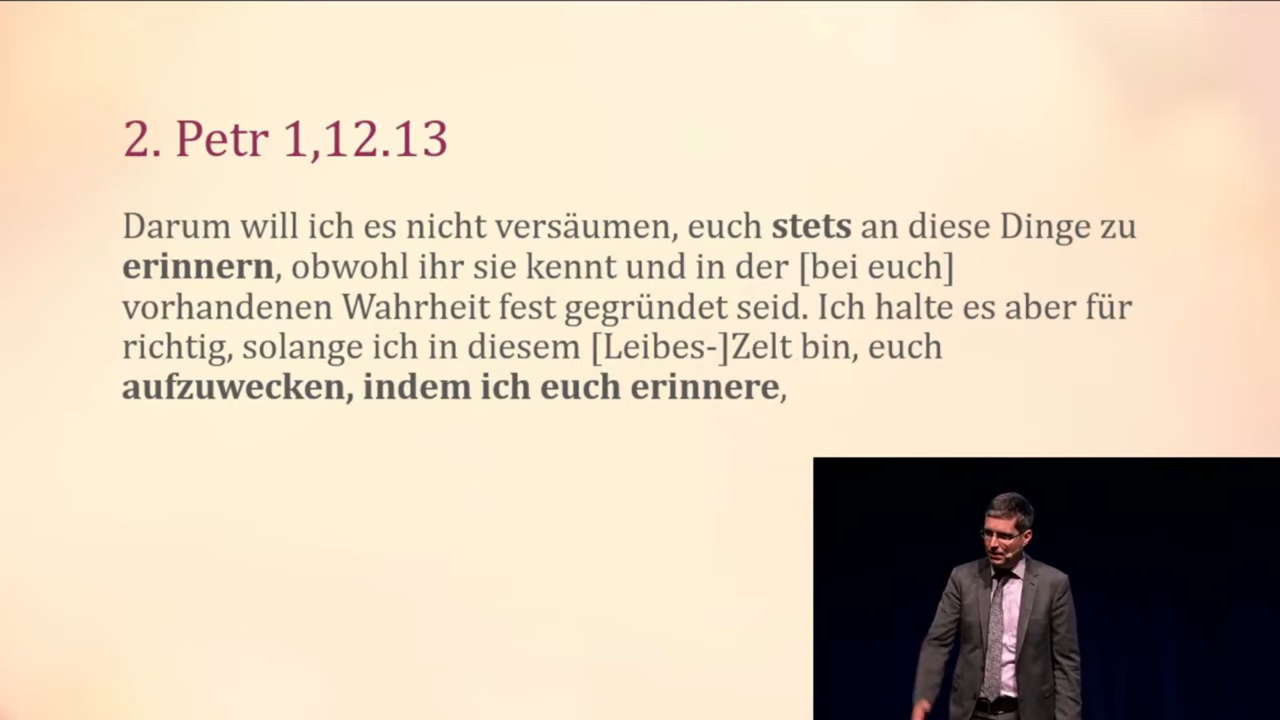 2. Petr 1,12.13
Darum will ich es nicht versäumen, euch stets an diese Dinge zu
erinnern, obwohl ihr sie kennt und in der [bei euch]
vorhandenen Wahrheit fest gegründet seid. Ich halte es aber für
richtig, solange ich in diesem [Leibes-]Zelt bin, euch
aufzuwecken, indem ich euch erinnere,